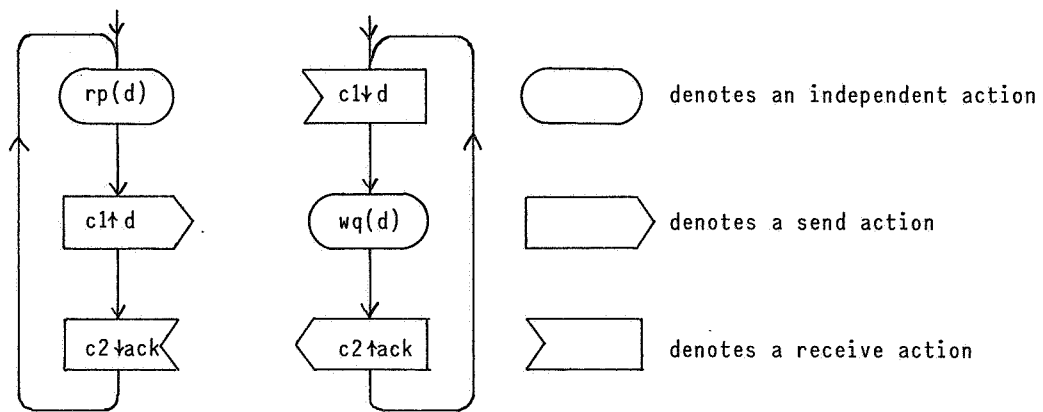 rp(d)
c1↑d
c2↓ack
c1↓d
wq(d)
c2↑ack
denotes an independent action
denotes a send action
denotes a receive action